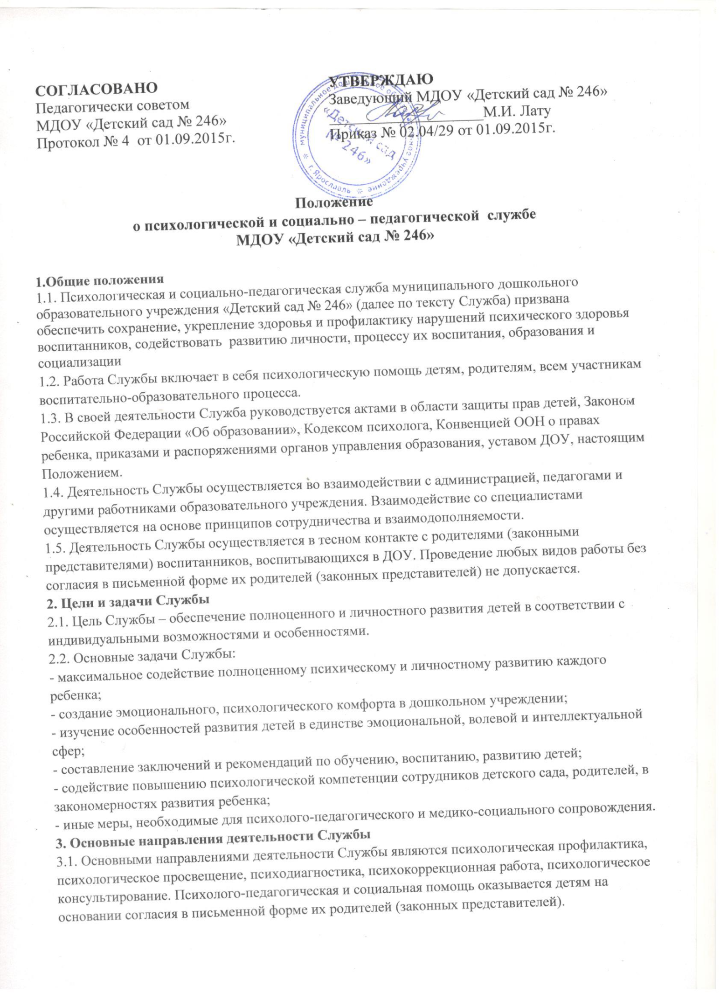 СОГЛАСОВАНО
Педагогически советом
МДОУ «Детский сад № 246»
Протокол № 4 от 01.09.2015г.
УТВЕРЖДАЮ
Заведующий МДОУ «Детский сад № 246»
М.И. Лату
Приказ № 02.04/29 от 01.09.2015г.
муниципальное дошкольное образовательное учреждение
г. Ярославль
«Детский сад
№ 246»
Положение
о психологической и социально – педагогической службе
МДОУ «Детский сад № 246»
1.Общие положения
1.1. Психологическая и социально-педагогическая служба муниципального дошкольного
образовательного учреждения «Детский сад № 246» (далее по тексту Служба) призвана
обеспечить сохранение, укрепление здоровья и профилактику нарушений психического здоровья
воспитанников, содействовать развитию личности, процессу их воспитания, образования и
социализации
1.2. Работа Службы включает в себя психологическую помощь детям, родителям, всем участникам
воспитательно-образовательного процесса.
1.3. В своей деятельности Служба руководствуется актами в области защиты прав детей, Законом
Российской Федерации «Об образовании», Кодексом психолога, Конвенцией ООН о правах
ребенка, приказами и распоряжениями органов управления образования, уставом ДОУ, настоящим
Положением.
1.4. Деятельность Службы осуществляется во взаимодействии с администрацией, педагогами и
другими работниками образовательного учреждения. Взаимодействие со специалистами
осуществляется на основе принципов сотрудничества и взаимодополняемости.
1.5. Деятельность Службы осуществляется в тесном контакте с родителями (законными
представителями) воспитанников, воспитывающихся в ДОУ. Проведение любых видов работы без
согласия в письменной форме их родителей (законных представителей) не допускается.
2. Цели и задачи Службы
2.1. Цель Службы – обеспечение полноценного и личностного развития детей в соответствии с
индивидуальными возможностями и особенностями.
2.2. Основные задачи Службы:
- максимальное содействие полноценному психическому и личностному развитию каждого
ребенка;
- создание эмоционального, психологического комфорта в дошкольном учреждении;
- изучение особенностей развития детей в единстве эмоциональной, волевой и интеллектуальной
сфер;
- составление заключений и рекомендаций по обучению, воспитанию, развитию детей;
- содействие повышению психологической компетенции сотрудников детского сада, родителей, в
закономерностях развития ребенка;
- иные меры, необходимые для психолого-педагогического и медико-социального сопровождения.
3. Основные направления деятельности Службы
3.1. Основными направлениями деятельности Службы являются психологическая профилактика,
психологическое просвещение, психодиагностика, психокоррекционная работа, психологическое
консультирование. Психолого-педагогическая и социальная помощь оказывается детям на
основании согласия в письменной форме их родителей (законных представителей).